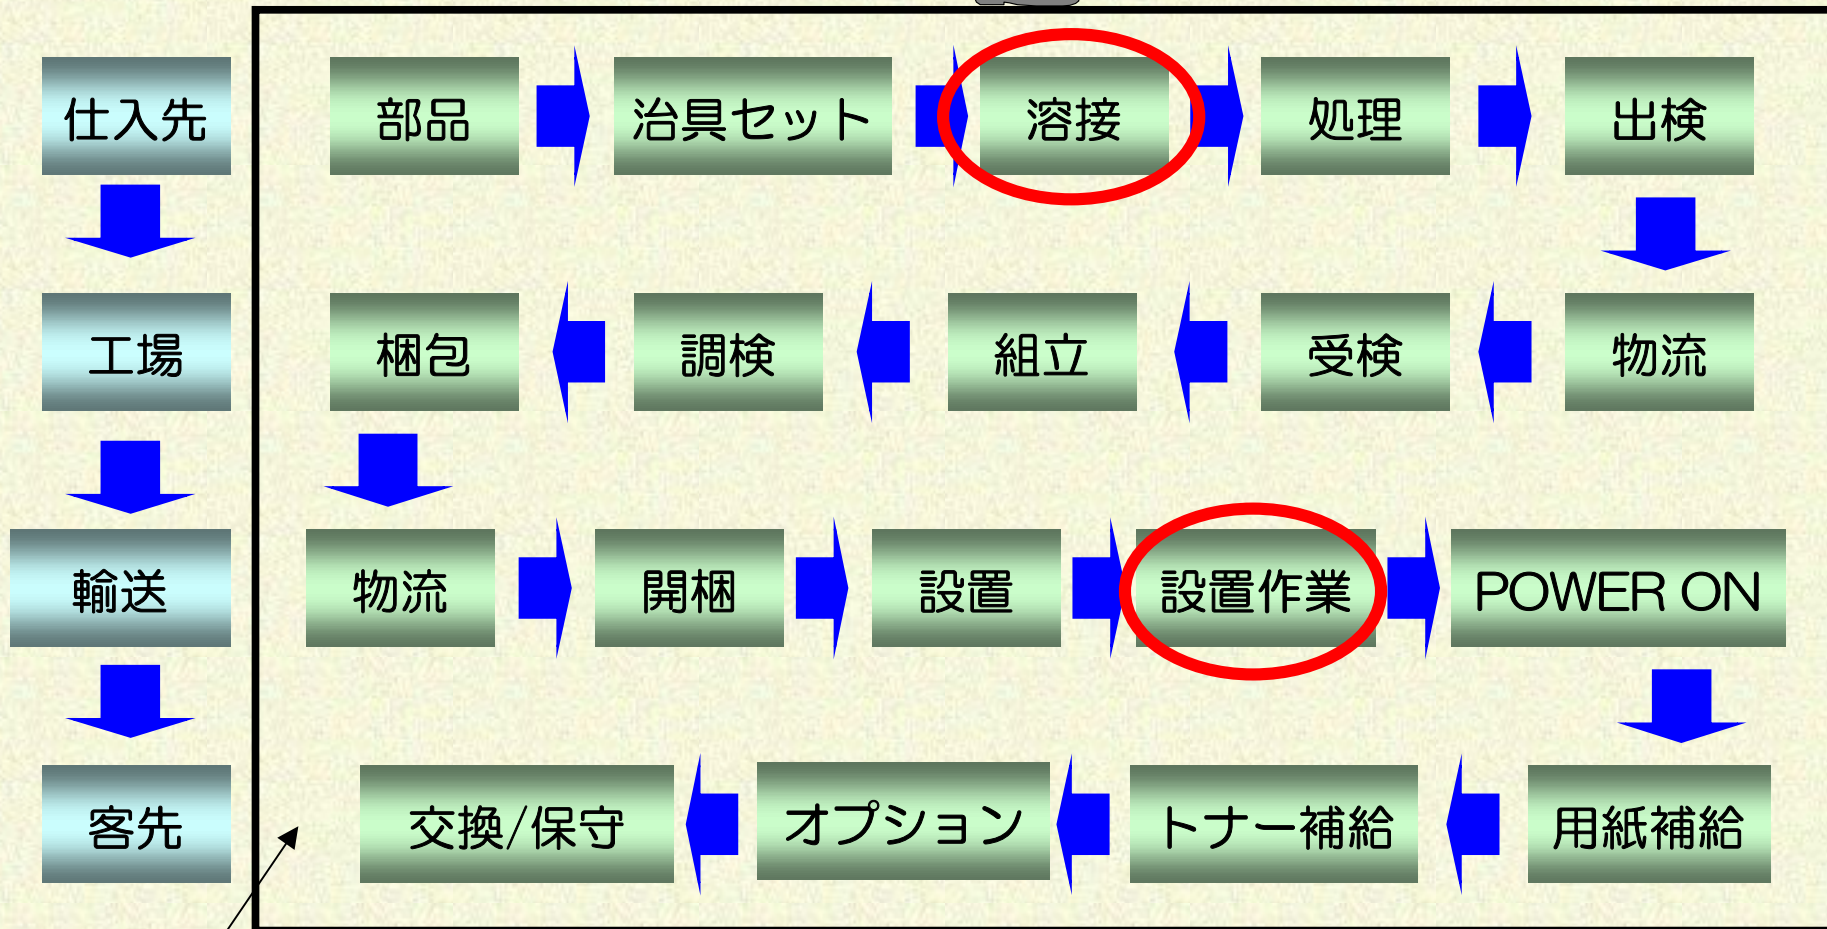 仕入先
部品
治具セット
溶接
処理
出検
工場
梱包
調検
組立
受検
物流
輸送
物流
開梱
設置
設置作業
POWER ON
客先
交換/保守
オプション
トナー補給
用紙補給